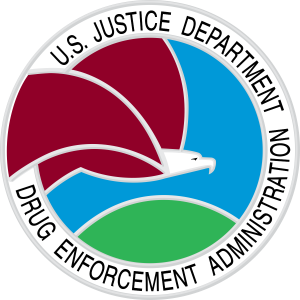 U.S. JUSTICE DEPARTMENT
DRUG ENFORCEMENT ADMINISTRATION